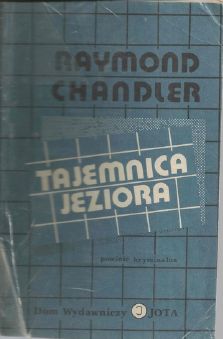 RAYMOND
CHANDLER
TAJEMNICA
JEZIORA
powieść kryminalna
Dom Wydawniczy J JOTA